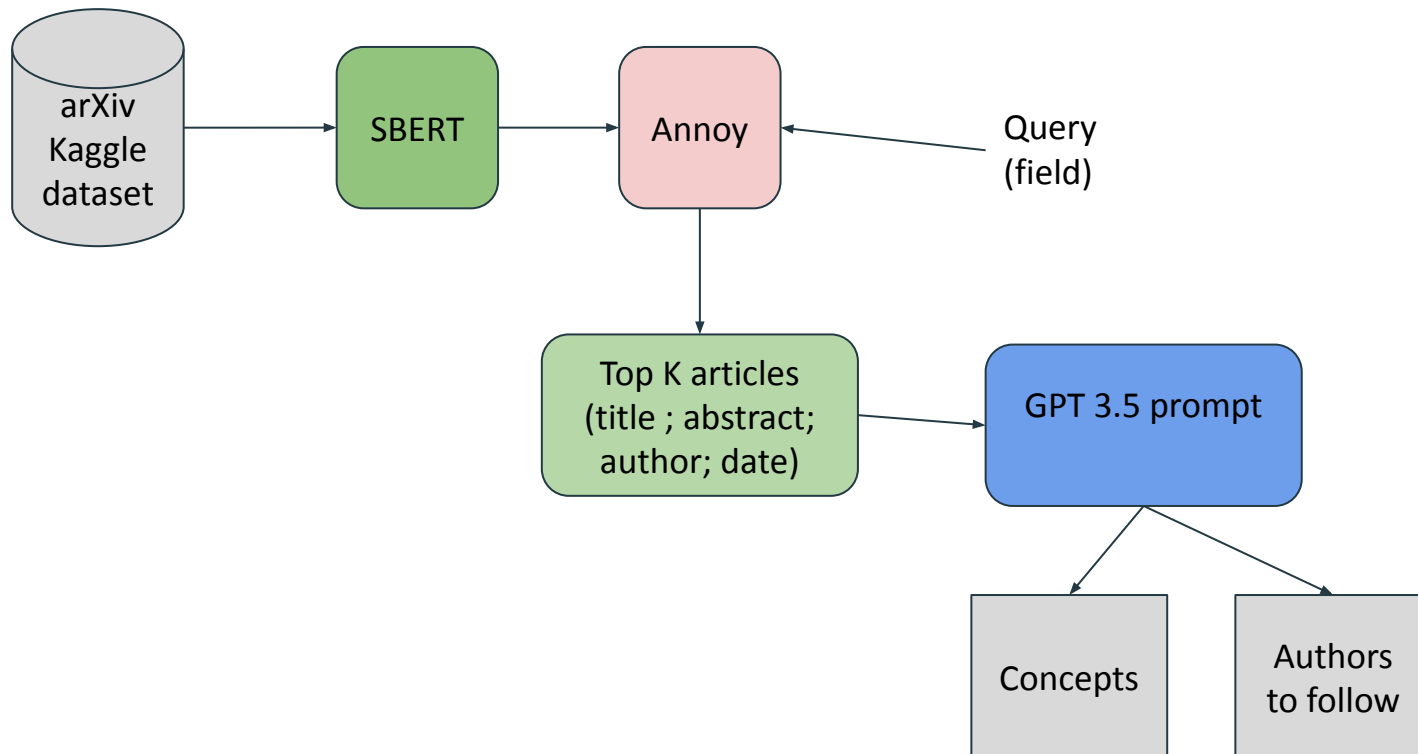 arXiv
Kaggle
dataset
SBERT
Annoy
Query
(field)
Top K articles
(title ; abstract;
author; date)
GPT 3.5 prompt
Concepts
Authors
to follow